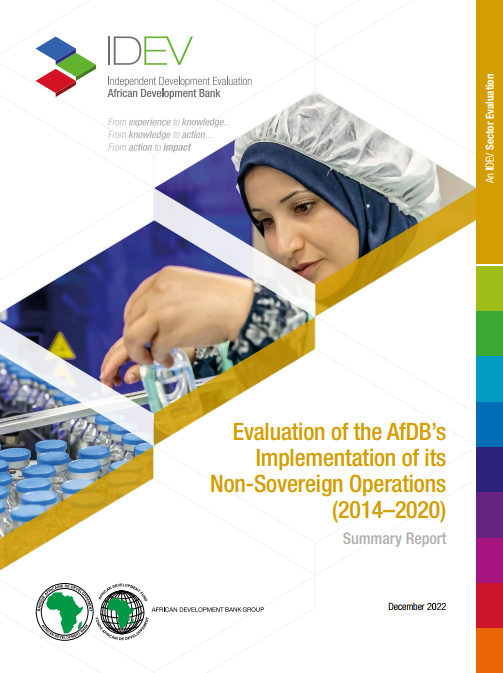 IDEV
Independent Development Evaluation
African Development Bank
From experience to knowledge...
From knowledge to action...
From action to impact
An IDEV Sector Evaluation
Evaluation of the AfDB's
Implementation of its
Non-Sovereign Operations
(2014–2020)
Summary Report
AFRICAN DEVELOPMENT BANK GROUP
December 2022